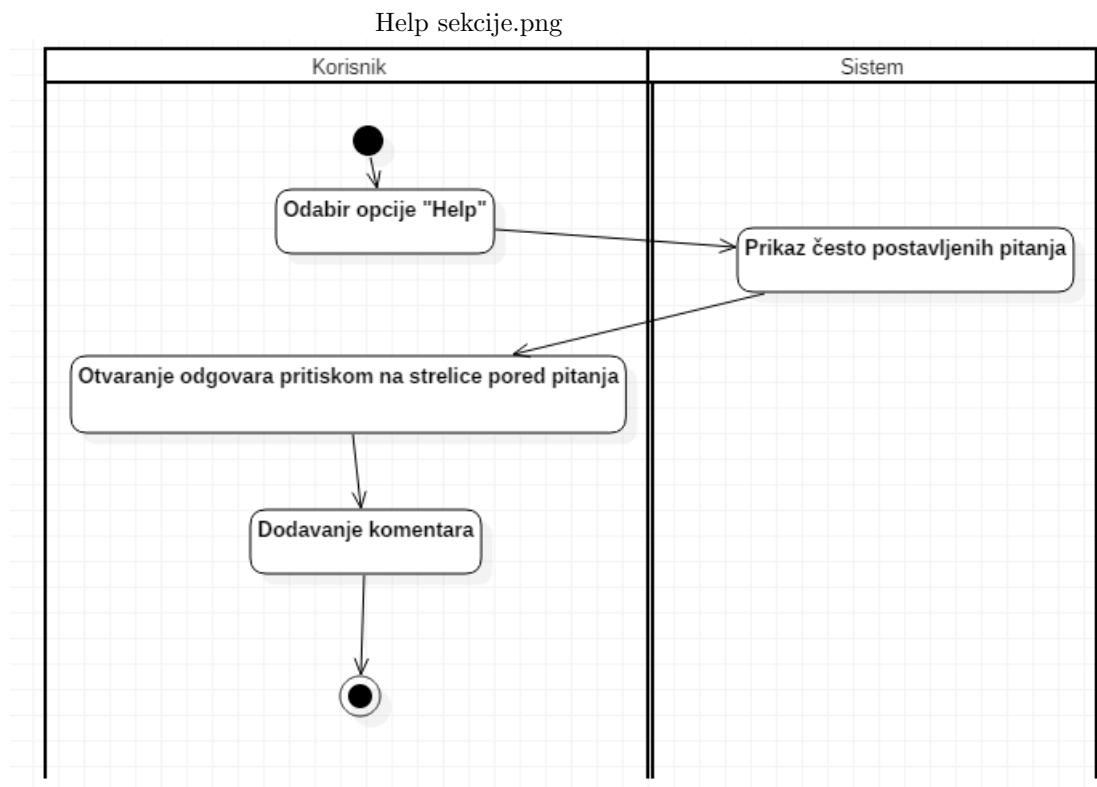 Help sekcije.png
Korisnik
Sistem
Odabir opcije "Help"
Prikaz često postavljenih pitanja
Otvaranje odgovara pritiskom na strelice pored pitanja
Dodavanje komentara